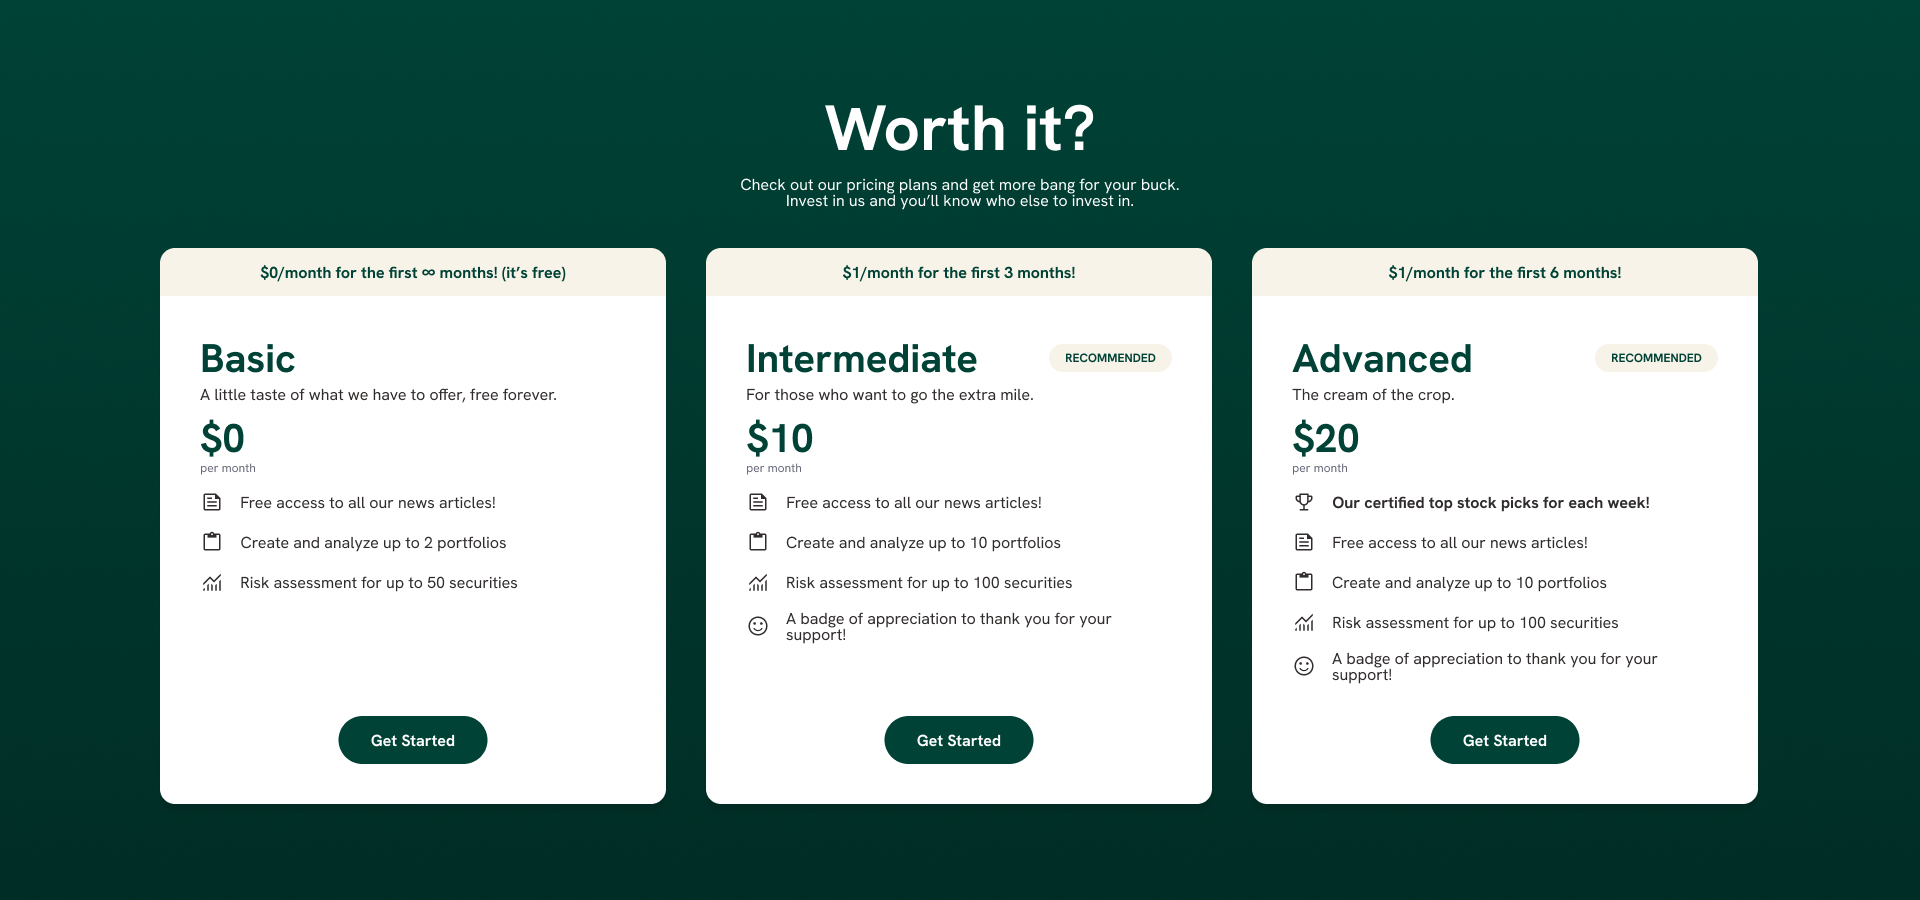 Worth it?
Check out our pricing plans and get more bang for your buck.
Invest in us and you’ll know who else to invest in.
$0/month for the first ∞ months! (it’s free)
Basic
A little taste of what we have to offer, free forever.
$0
per month
Free access to all our news articles!
Create and analyze up to 2 portfolios
Risk assessment for up to 50 securities
Get Started
$1/month for the first 3 months!
Intermediate
RECOMMENDED
For those who want to go the extra mile.
$10
per month
Free access to all our news articles!
Create and analyze up to 10 portfolios
Risk assessment for up to 100 securities
A badge of appreciation to thank you for your
support!
Get Started
$1/month for the first 6 months!
Advanced
RECOMMENDED
The cream of the crop.
$20
per month
Our certified top stock picks for each week!
Free access to all our news articles!
Create and analyze up to 10 portfolios
Risk assessment for up to 100 securities
A badge of appreciation to thank you for your
support!
Get Started